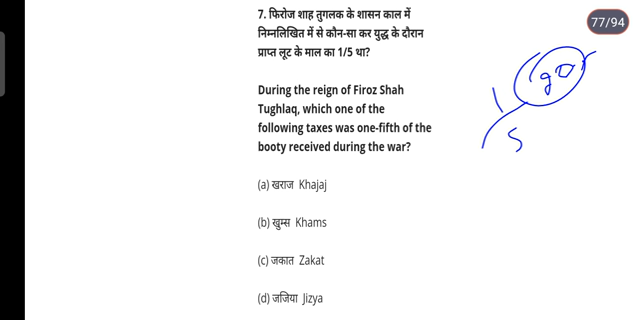 77/94
7. फिरोज शाह तुगलक के शासन काल में
निम्नलिखित में से कौन-सा कर युद्ध के दौरान
प्राप्त लूट के माल का 1/5 था?
During the reign of Firoz Shah
Tughlaq, which one of the
following taxes was one-fifth of the
booty received during the war?
(a) खराज Khajaj
(b) खुम्स Khams
(c) जकात Zakat
(d) जजिया Jizya
1
5